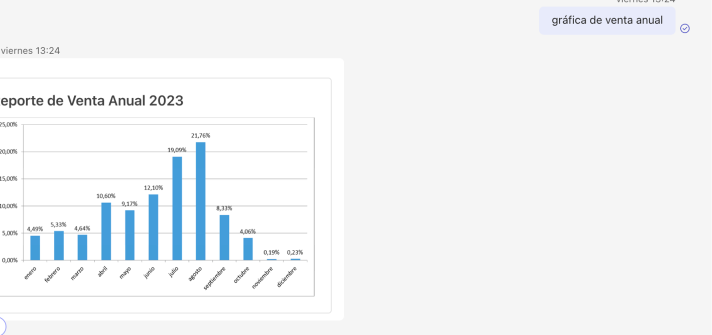 viernes 13:24
gráfica de venta anual
viernes 13:24
eporte de Venta Anual 2023
25,00%
20,00%
15,00%
10,00%
5,00%
0,00%
4,49%
5,33%
4,64%
10,60%
9,17%
12,10%
19,09%
21,76%
8,33%
4,06%
0,19%
0,23%
enero
febrero
marzo
abril
mayo
junio
julio
agosto
septiembre
octubre
noviembre
diciembre